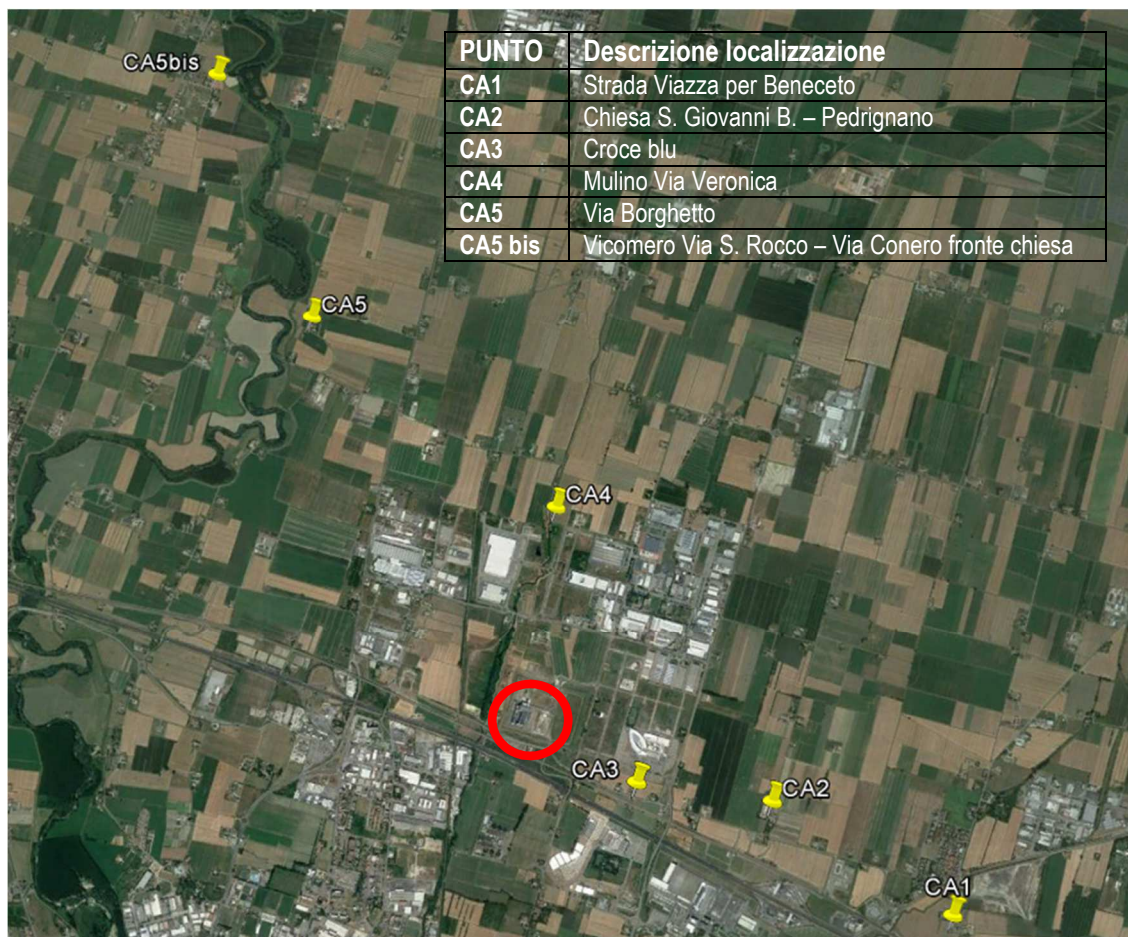 CA5bis
PUNTO Descrizione localizzazione
CA1 Strada Viazza per Beneceto
CA2 Chiesa S. Giovanni B. – Pedrignano
CA3 Croce blu
CA4 Mulino Via Veronica
CA5 Via Borghetto
CA5 bis Vicomero Via S. Rocco – Via Conero fronte chiesa
CA5
CA4
CA3
CA2
CA1